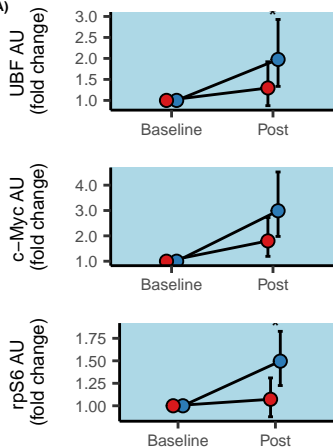 A)
UBF AU
(fold change)
3.0
2.5
2.0
1.5
1.0
Baseline Post
c−Myc AU
(fold change)
4.0
3.0
2.0
1.0
Baseline Post
rpS6 AU
(fold change)
1.75
1.50
1.25
1.00
Baseline Post